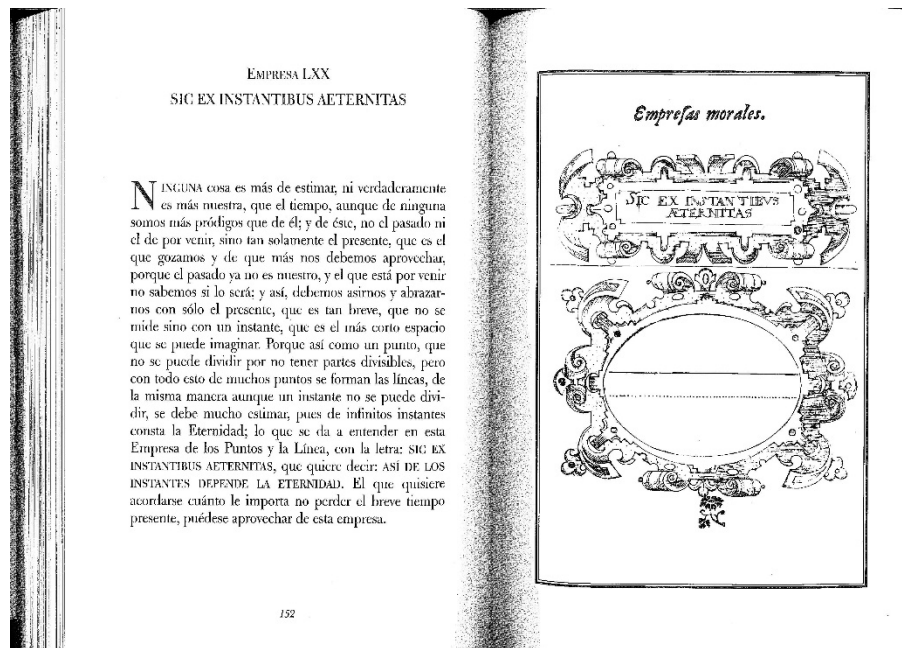 EMPRESA LXX
SIC EX INSTANTIBUS AETERNITAS
NINGUNA cosa es más de estimar, ni verdaderamente
es más nuestra, que el tiempo, aunque de ninguna
somos más pródigos que de él; y de éste, no el pasado ni
el de por venir, sino tan solamente el presente, que es el
que gozamos y de que más nos debemos aprovechar,
porque el pasado ya no es nuestro, y el que está por venir
no sabemos si lo será; y así, debemos asirnos y abrazar-
nos con sólo el presente, que es tan breve, que no se
mide sino con un instante, que es el más corto espacio
que se puede imaginar. Porque así como un punto, que
no se puede dividir por no tener partes divisibles, pero
con todo esto de muchos puntos se forman las líneas, de
la misma manera aunque un instante no se puede divi-
dir, se debe mucho estimar, pues de infinitos instantes
consta la Eternidad; lo que se da a entender en esta
Empresa de los Puntos y la Línea, con la letra: SIC EX
INSTANTIBUS AETERNITAS, que quiere decir: ASÍ DE LOS
INSTANTES DEPENDE LA ETERNIDAD. El que quisiere
acordarse cuánto le importa no perder el breve tiempo
presente, puédese aprovechar de esta empresa.
152
Empreſas morales.
SIC EX INSTANTIBVS
ÆTERNITAS